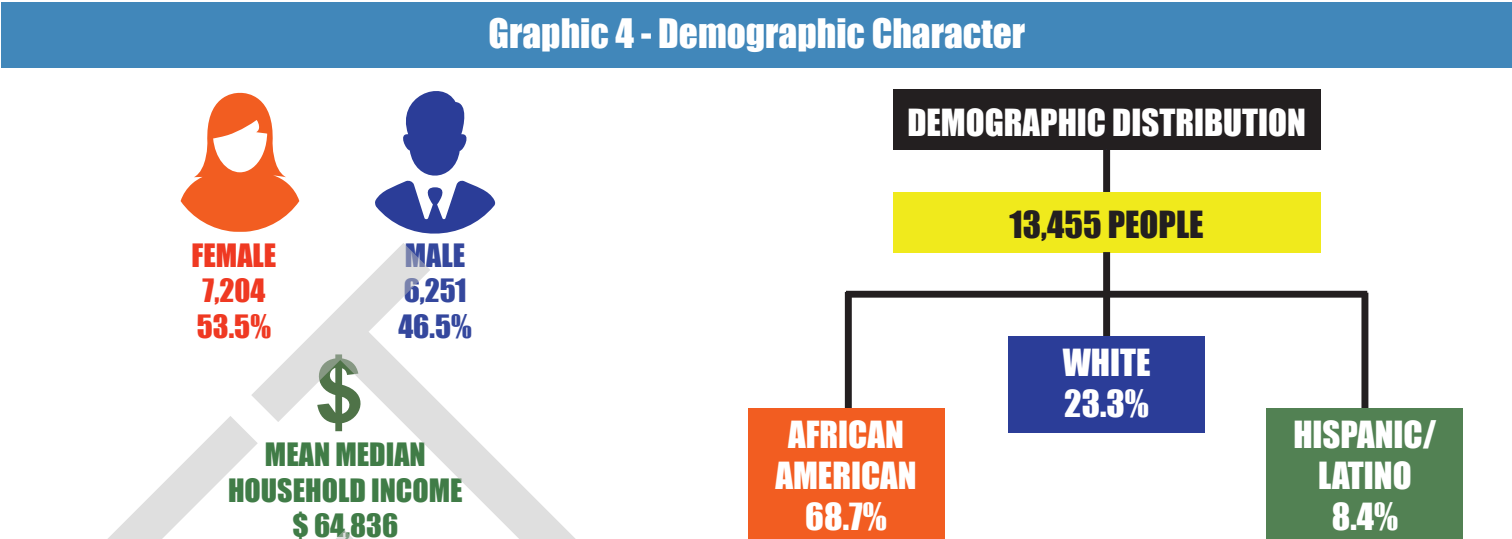 Graphic 4 - Demographic Character
FEMALE
7,204
53.5%
MALE
6,251
46.5%
$
MEAN MEDIAN
HOUSEHOLD INCOME
$ 64,836
DEMOGRAPHIC DISTRIBUTION
13,455 PEOPLE
AFRICAN
AMERICAN
68.7%
WHITE
23.3%
HISPANIC/
LATINO
8.4%